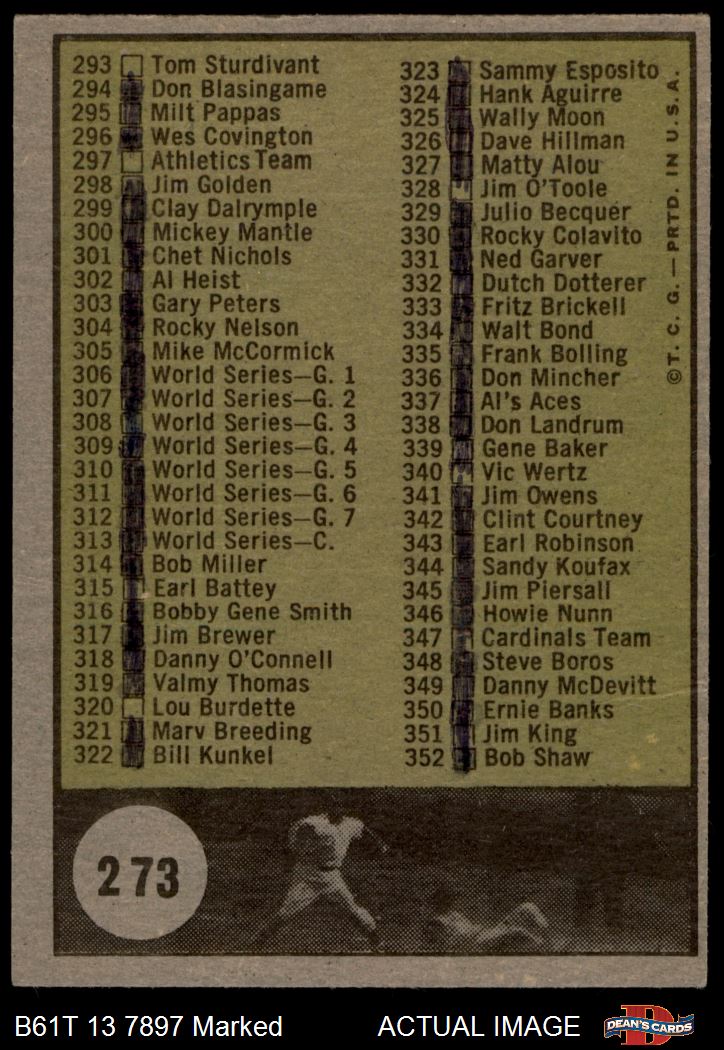 293 Tom Sturdivant
294 Don Blasingame
295 Milt Pappas
296 Wes Covington
297 Athletics Team
298 Jim Golden
299 Clay Dalrymple
300 Mickey Mantle
301 Chet Nichols
302 Al Heist
303 Gary Peters
304 Rocky Nelson
305 Mike McCormick
306 World Series—G. 1
307 World Series—G. 2
308 World Series—G. 3
309 World Series—G. 4
310 World Series—G. 5
311 World Series—G. 6
312 World Series—G. 7
313 World Series—C.
314 Bob Miller
315 Earl Battey
316 Bobby Gene Smith
317 Jim Brewer
318 Danny O'Connell
319 Valmy Thomas
320 Lou Burdette
321 Marv Breeding
322 Bill Kunkel
323 Sammy Esposito
324 Hank Aguirre
325 Wally Moon
326 Dave Hillman
327 Matty Alou
328 Jim O'Toole
329 Julio Becquer
330 Rocky Colavito
331 Ned Garver
332 Dutch Dotterer
333 Fritz Brickell
334 Walt Bond
335 Frank Bolling
336 Don Mincher
337 Al's Aces
338 Don Landrum
339 Gene Baker
340 Vic Wertz
341 Jim Owens
342 Clint Courtney
343 Earl Robinson
344 Sandy Koufax
345 Jim Piersall
346 Howie Nunn
347 Cardinals Team
348 Steve Boros
349 Danny McDevitt
350 Ernie Banks
351 Jim King
352 Bob Shaw
©T. C. G.—PRTD. IN U.S.A.
273
B61T 13 7897 Marked
ACTUAL IMAGE
D
DEAN'S CARDS